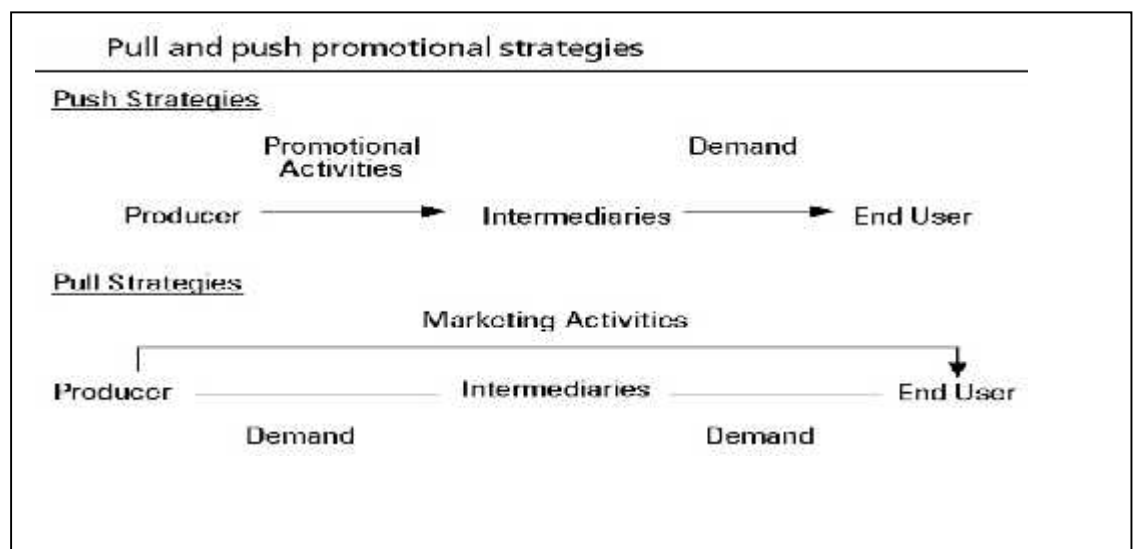 Pull and push promotional strategies
Push Strategies
Promotional
Activities
Demand
Producer
Intermediaries
End User
Pull Strategies
Marketing Activities
Producer
Intermediaries
End User
Demand
Demand